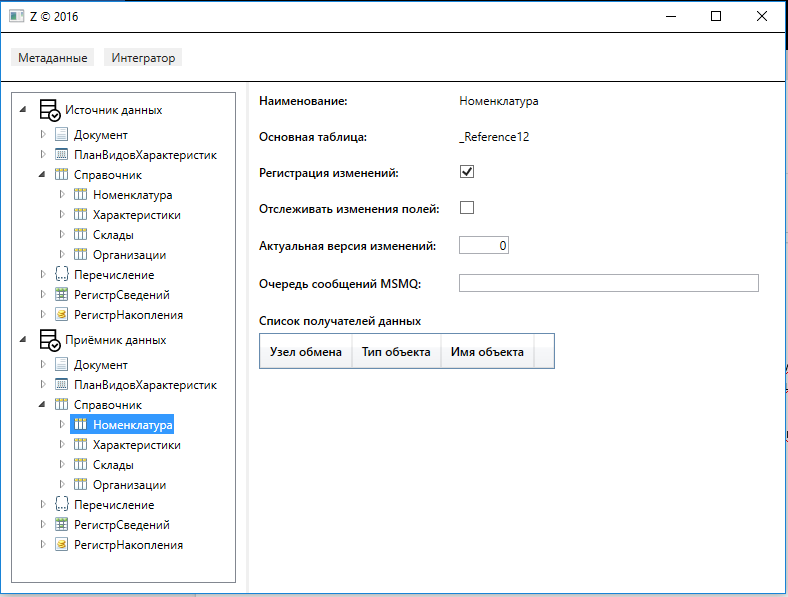 Z © 2016
Метаданные Интегратор
Источник данных
Документ
ПланВидовХарактеристик
Справочник
Номенклатура
Характеристики
Склады
Организации
Перечисление
РегистрСведений
РегистрНакопления
Приёмник данных
Документ
ПланВидовХарактеристик
Справочник
Номенклатура
Характеристики
Склады
Организации
Перечисление
РегистрСведений
РегистрНакопления
Наименование: Номенклатура
Основная таблица: _Reference12
Регистрация изменений:
Отслеживать изменения полей:
Актуальная версия изменений: 0
Очередь сообщений MSMQ:
Список получателей данных
Узел обмена Тип объекта Имя объекта